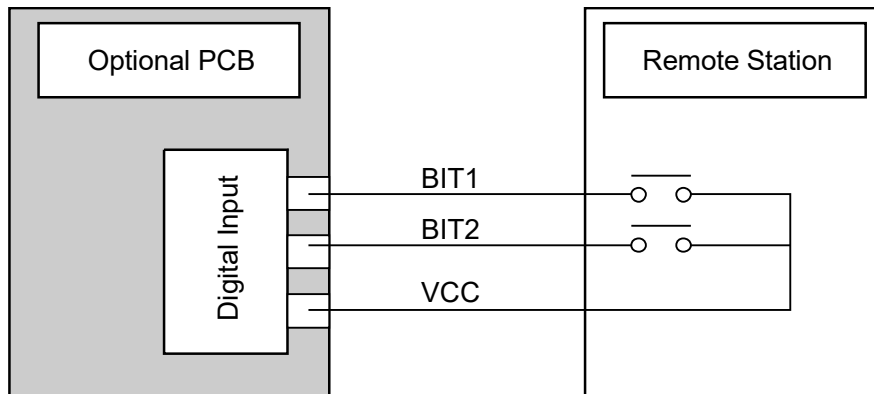 Optional PCB
Remote Station
Digital Input
BIT1
BIT2
VCC